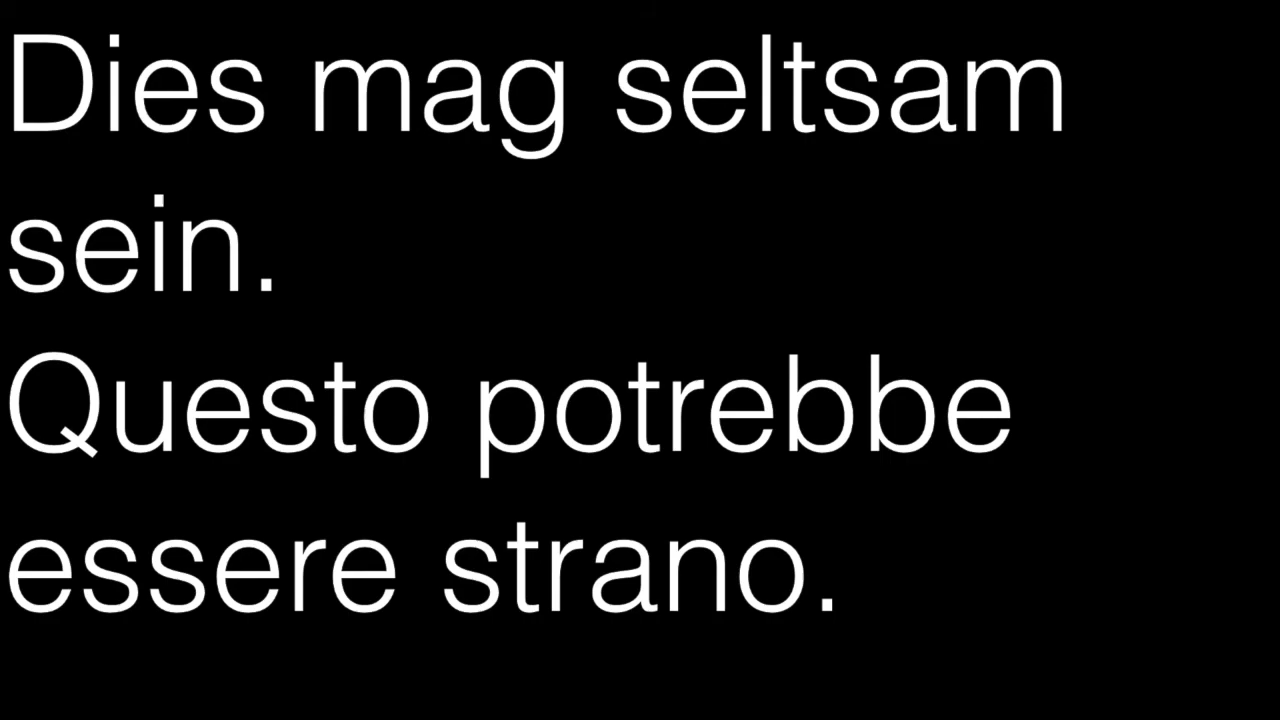 Dies mag seltsam
sein.
Questo potrebbe
essere strano.